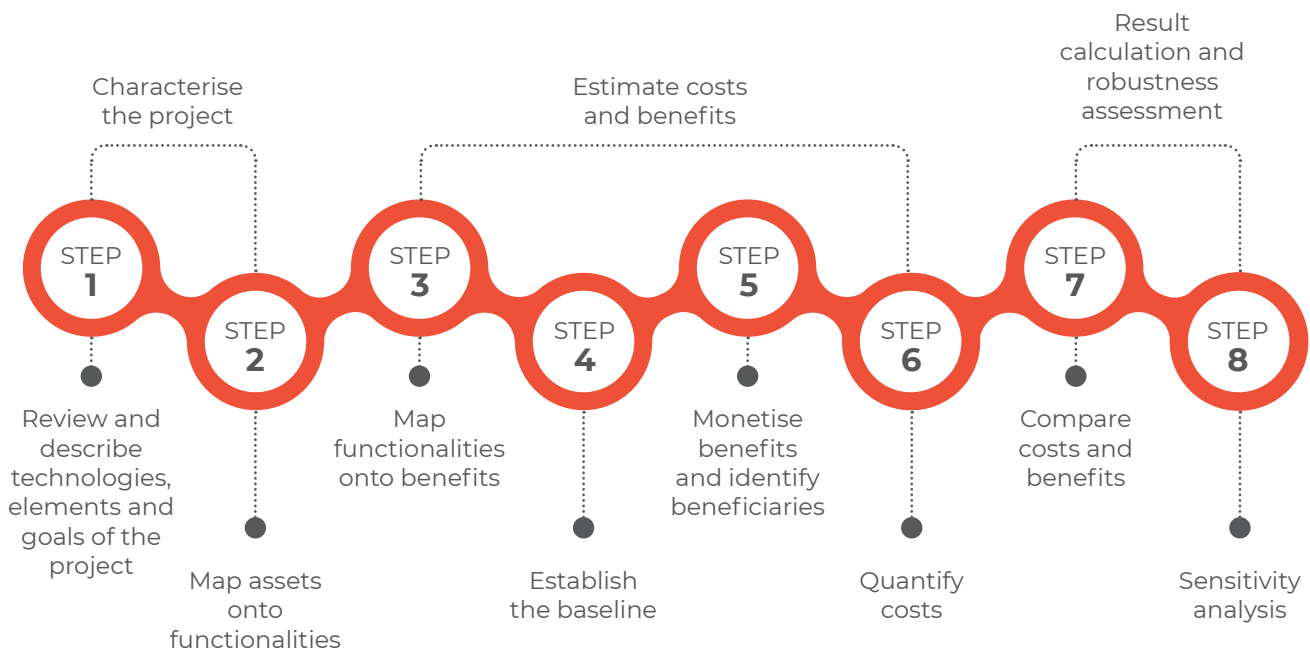 Characterise
the project
Estimate costs
and benefits
Result
calculation and
robustness
assessment
STEP
1
STEP
2
STEP
3
STEP
4
STEP
5
STEP
6
STEP
7
STEP
8
Review and
describe
technologies,
elements and
goals of the
project
Map assets
onto
functionalities
Map
functionalities
onto benefits
Establish
the baseline
Monetise
benefits
and identify
beneficiaries
Quantify
costs
Compare
costs and
benefits
Sensitivity
analysis